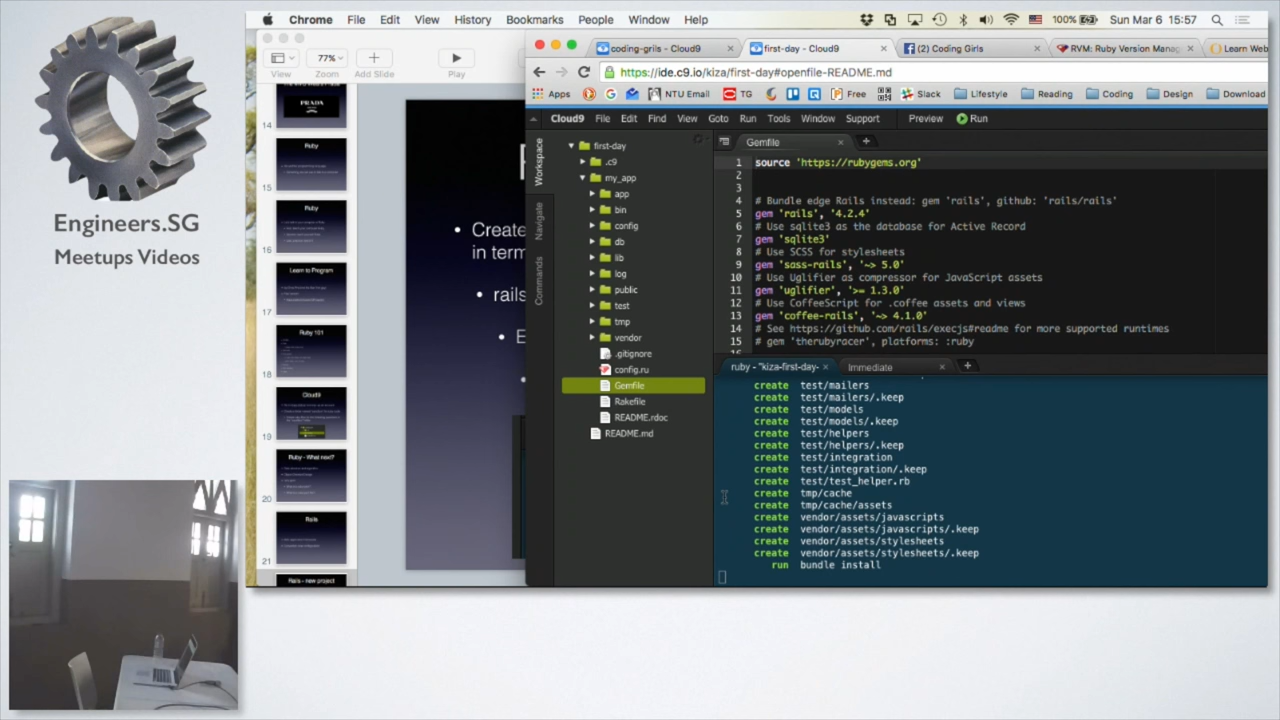 Engineers.SG
Meetups Videos
Chrome File Edit View History Bookmarks People Window Help 100% Sun Mar 6 15:57
77%
View Zoom Add Slide Play
PRADA
14
Ruby
15
Ruby
16
Learn to Program
17
Ruby 101
18
Cloud9
19
Ruby - What next?
20
Rails
21
Rails - new project
• Create
in term
• rails
coding-grils - Cloud9
first-day - Cloud9
(2) Coding Girls
RVM: Ruby Version Mana
Learn Web
https://ide.c9.io/kiza/first-day#openfile-README.md
Apps NTU Email TG Free Slack Lifestyle Reading Coding Design Download
Cloud9 File Edit Find View Goto Run Tools Window Support Preview Run
Workspace
Navigate
Commands
first-day
.c9
my_app
app
bin
config
db
lib
log
public
test
tmp
vendor
.gitignore
config.ru
Gemfile
Rakefile
README.rdoc
README.md
Gemfile
1 source 'https://rubygems.org'
2
3
4 # Bundle edge Rails instead: gem 'rails', github: 'rails/rails'
5 gem 'rails', '4.2.4'
6 # Use sqlite3 as the database for Active Record
7 gem 'sqlite3'
8 # Use SCSS for stylesheets
9 gem 'sass-rails', '~> 5.0'
10 # Use Uglifier as compressor for JavaScript assets
11 gem 'uglifier', '>= 1.3.0'
12 # Use CoffeeScript for .coffee assets and views
13 gem 'coffee-rails', '~> 4.1.0'
14 # See https://github.com/rails/execjs#readme for more supported runtimes
15 # gem 'therubyracer', platforms: :ruby
ruby - "kiza-first-day-
Immediate
create test/mailers
create test/mailers/.keep
create test/models
create test/models/.keep
create test/helpers
create test/helpers/.keep
create test/integration
create test/integration/.keep
create test/test_helper.rb
create tmp/cache
create tmp/cache/assets
create vendor/assets/javascripts
create vendor/assets/javascripts/.keep
create vendor/assets/stylesheets
create vendor/assets/stylesheets/.keep
run bundle install